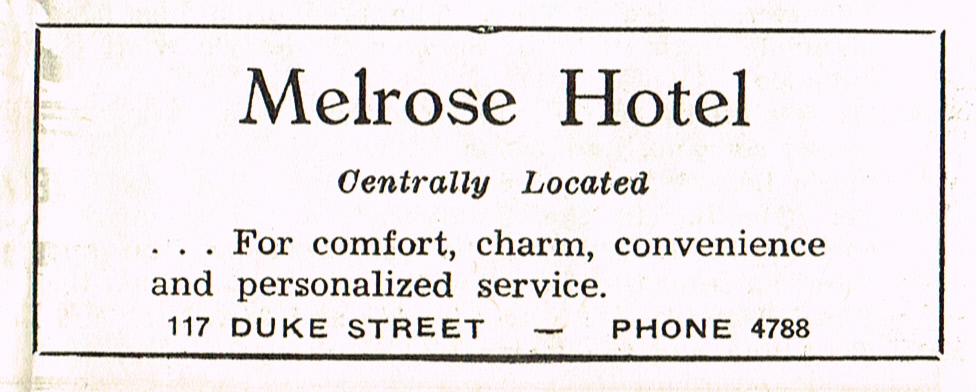 Melrose Hotel
Centrally Located
. . . For comfort, charm, convenience
and personalized service.
117 DUKE STREET — PHONE 4788